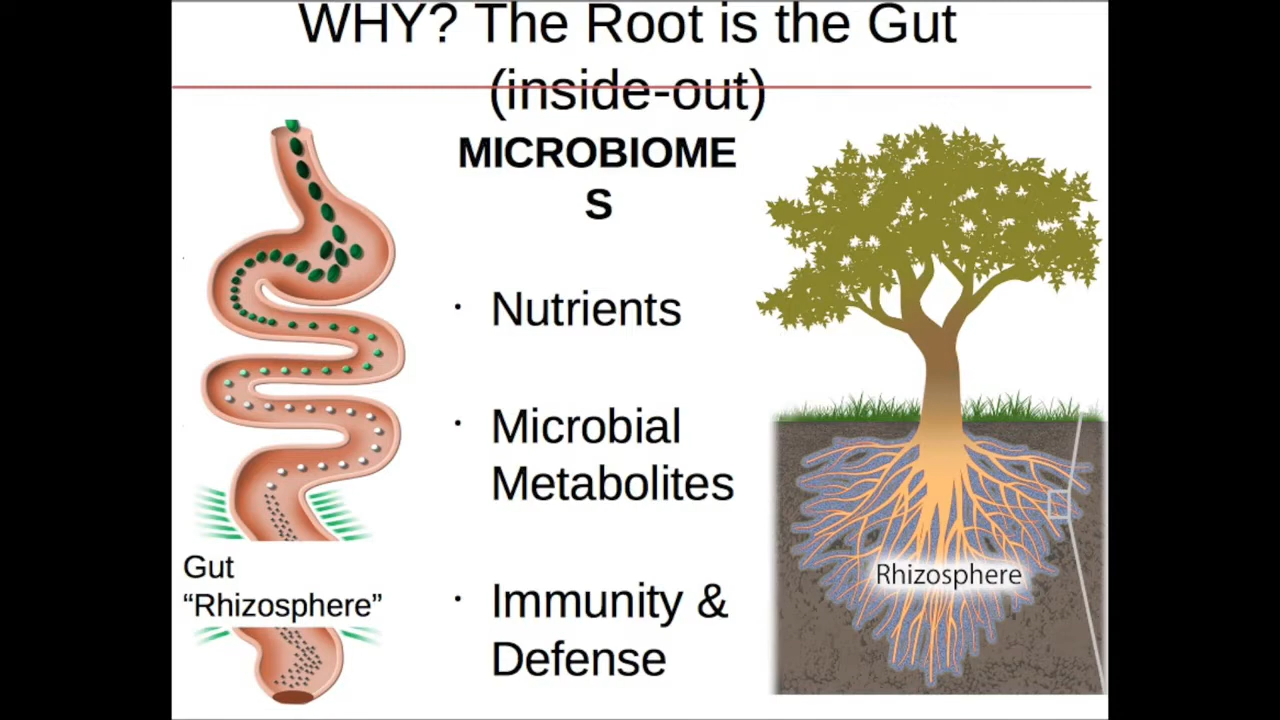 WHY? The Root is the Gut
(inside-out)
MICROBIOME
S
· Nutrients
· Microbial
Metabolites
· Immunity &
Defense
Gut
“Rhizosphere”
Rhizosphere